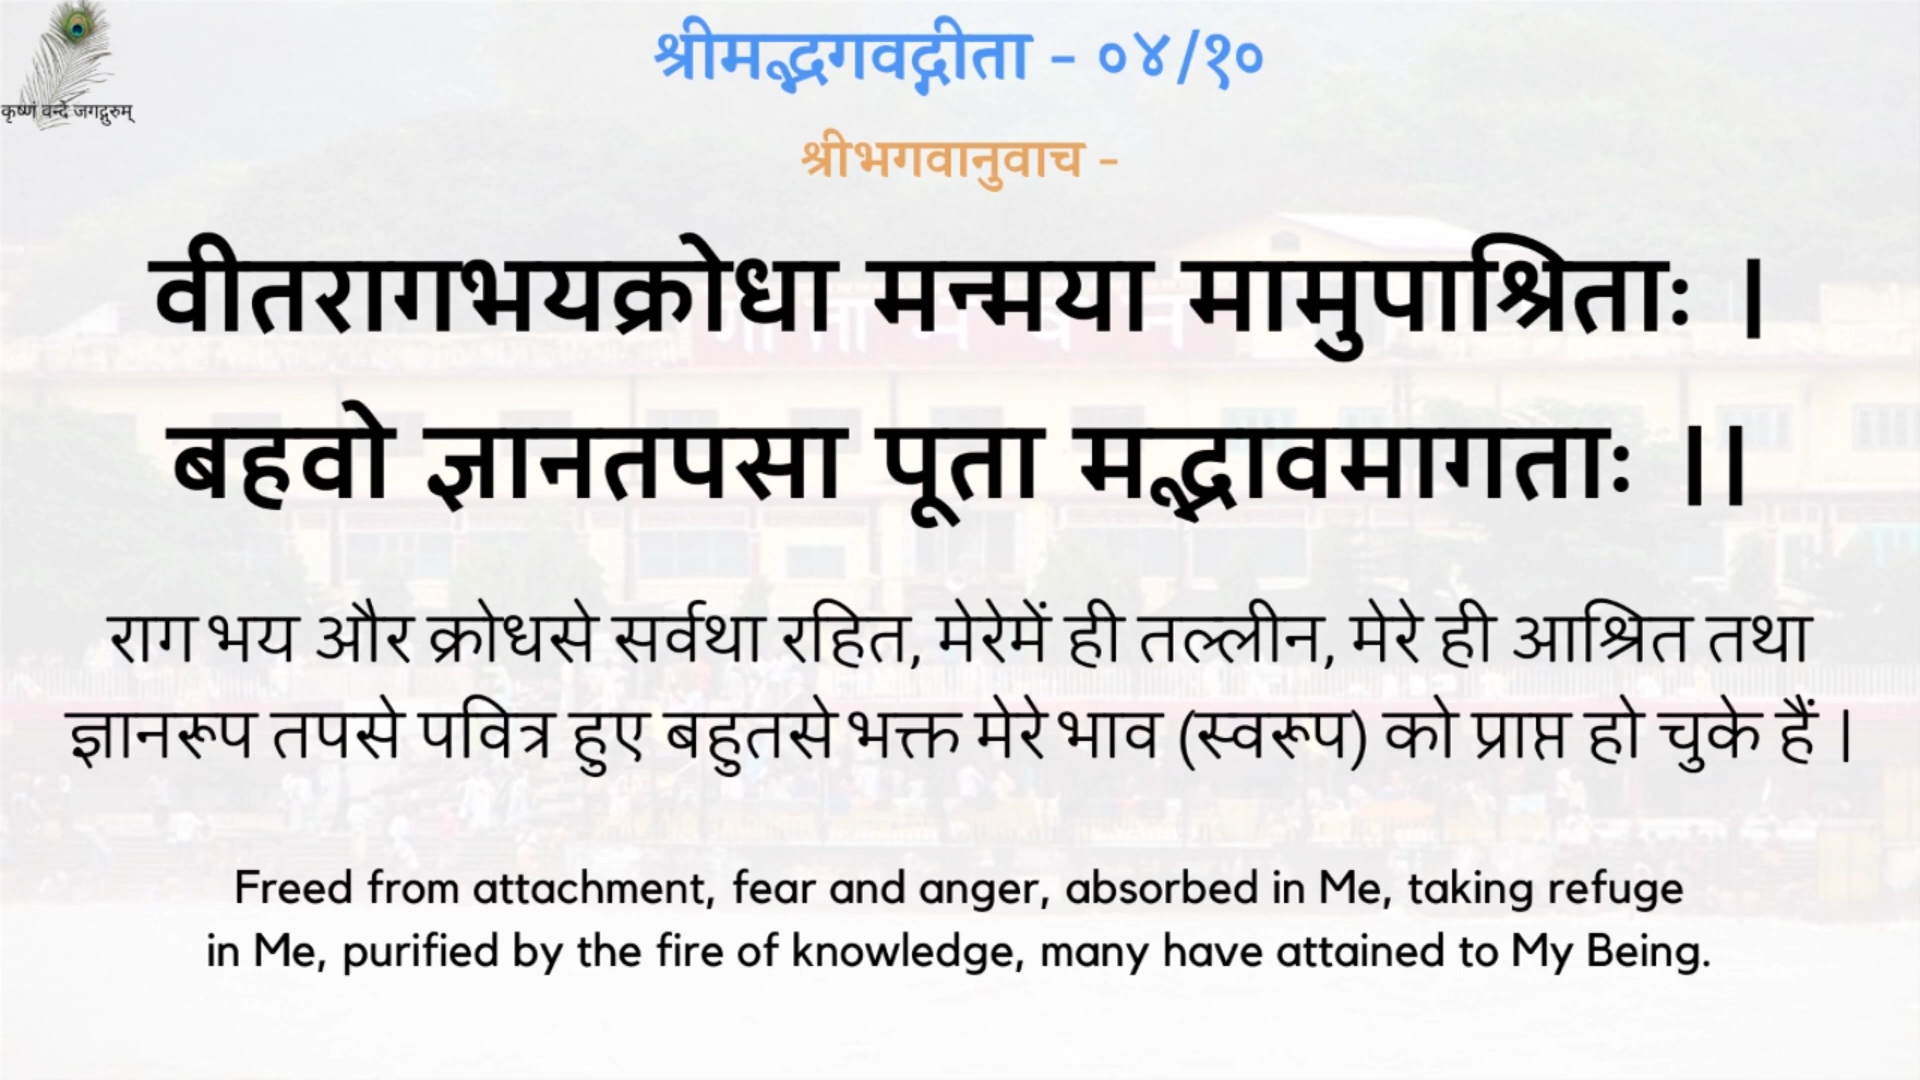 कृष्णं वन्दे जगद्गुरुम्
श्रीमद्भगवद्गीता - ०४/१०
श्रीभगवानुवाच -
वीतरागभयक्रोधा मन्मया मामुपाश्रिताः |
बहवो ज्ञानतपसा पूता मद्भावमागताः ||
राग भय और क्रोधसे सर्वथा रहित, मेरेमें ही तल्लीन, मेरे ही आश्रित तथा
ज्ञानरूप तपसे पवित्र हुए बहुतसे भक्त मेरे भाव (स्वरूप) को प्राप्त हो चुके हैं |
Freed from attachment, fear and anger, absorbed in Me, taking refuge
in Me, purified by the fire of knowledge, many have attained to My Being.